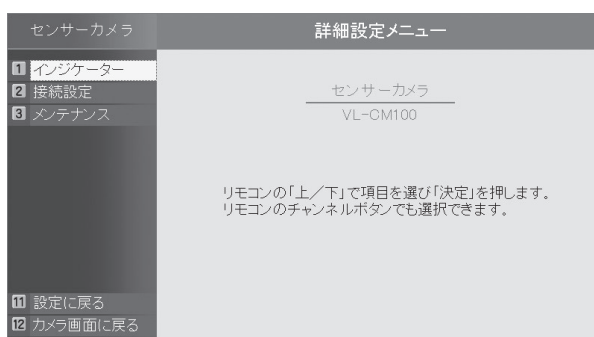 センサーカメラ
詳細設定メニュー
1 インジケーター
2 接続設定
3 メンテナンス
センサーカメラ
VL-CM100
リモコンの「上／下」で項目を選び「決定」を押します。
リモコンのチャンネルボタンでも選択できます。
11 設定に戻る
12 カメラ画面に戻る